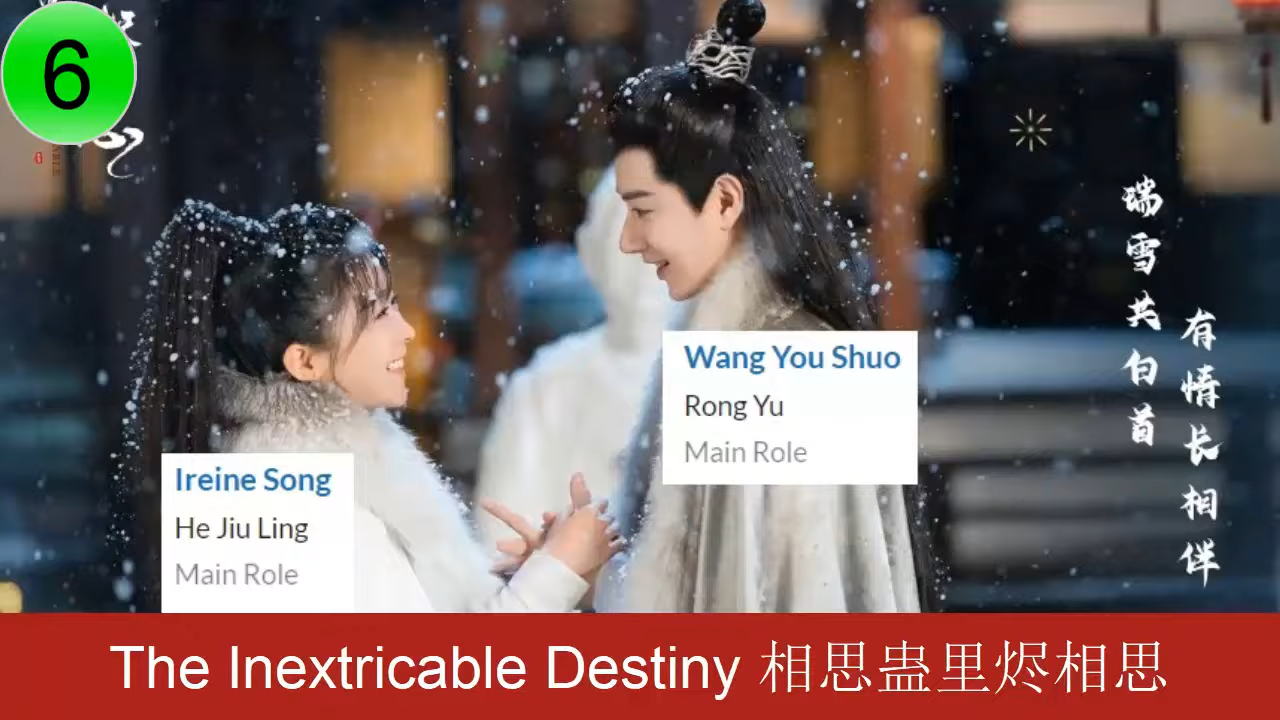 6
瑞雪共白首
有情长相伴
Wang You Shuo
Rong Yu
Main Role
Ireine Song
He Jiu Ling
Main Role
The Inextricable Destiny 相思蛊里烬相思